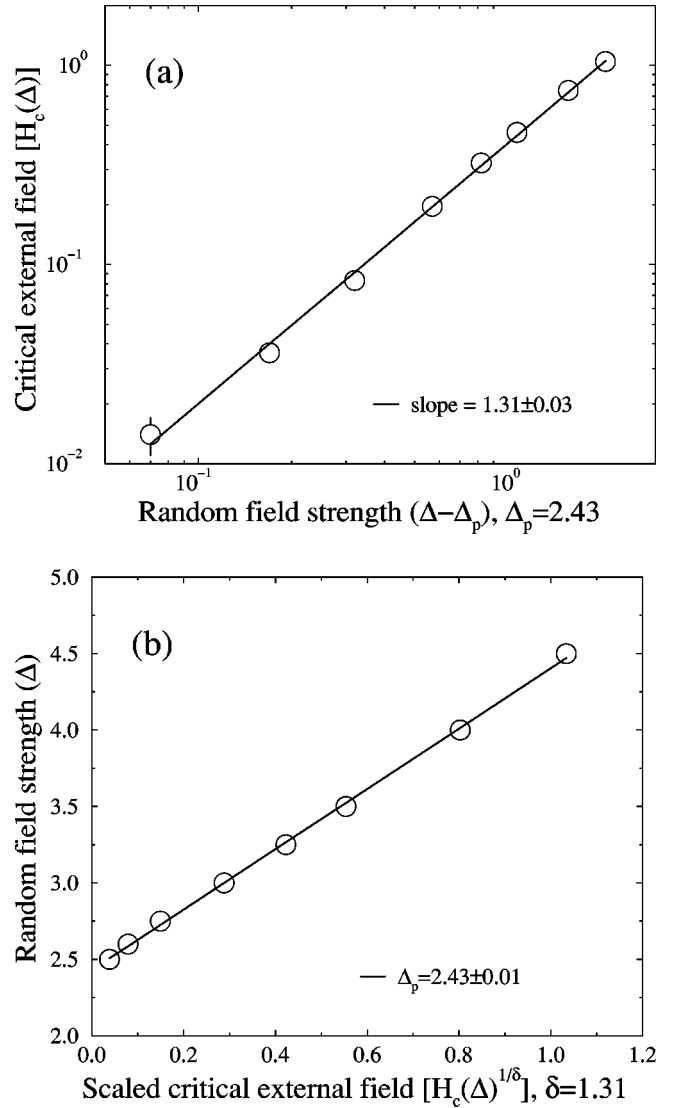 (a)
Critical external field [H_c(Δ)]
10^0
10^−1
10^−2
slope = 1.31±0.03
10^−1
10^0
Random field strength (Δ−Δ_p), Δ_p=2.43
(b)
Random field strength (Δ)
5.0
4.5
4.0
3.5
3.0
2.5
2.0
Δ_p=2.43±0.01
0.0 0.2 0.4 0.6 0.8 1.0 1.2
Scaled critical external field [H_c(Δ)^1/δ], δ=1.31